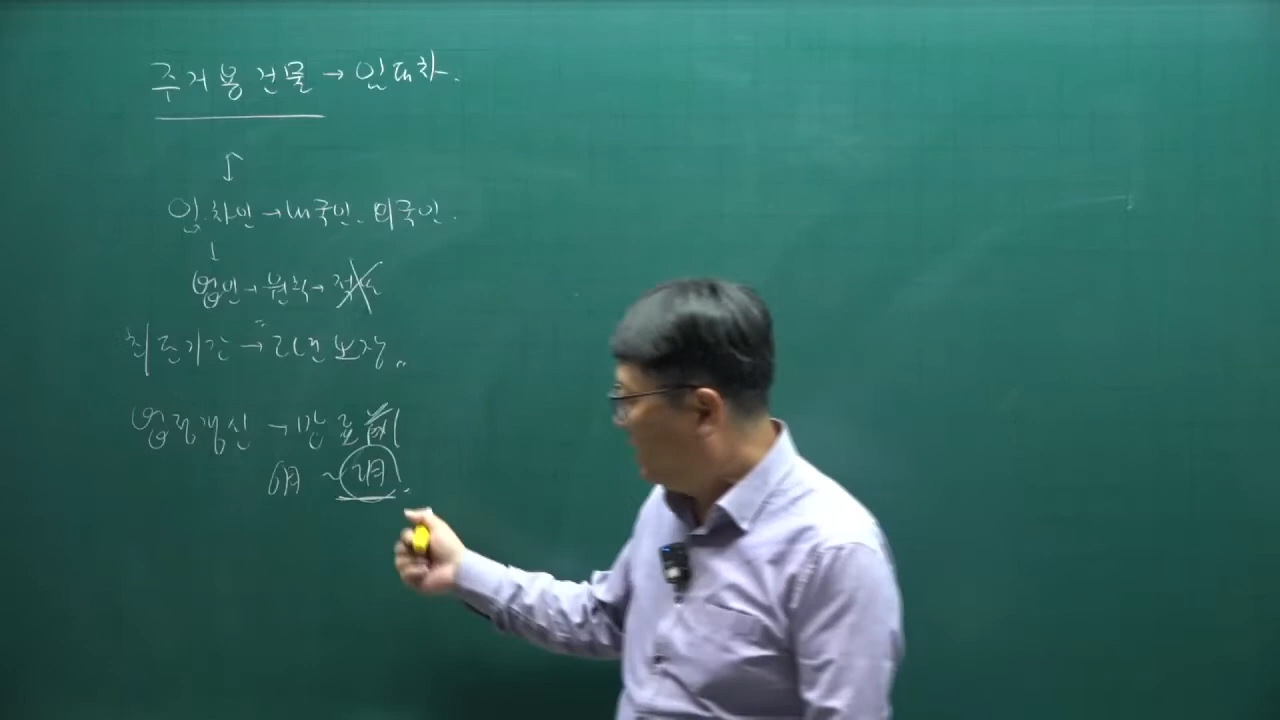 주거용 건물 → 임대차.
임차인 → 내국인. 외국인.
↓
법인 → 원칙 → 적용
최단기간 → 2년 보장..
법정갱신 → 만료前
6月 ~ 2月.